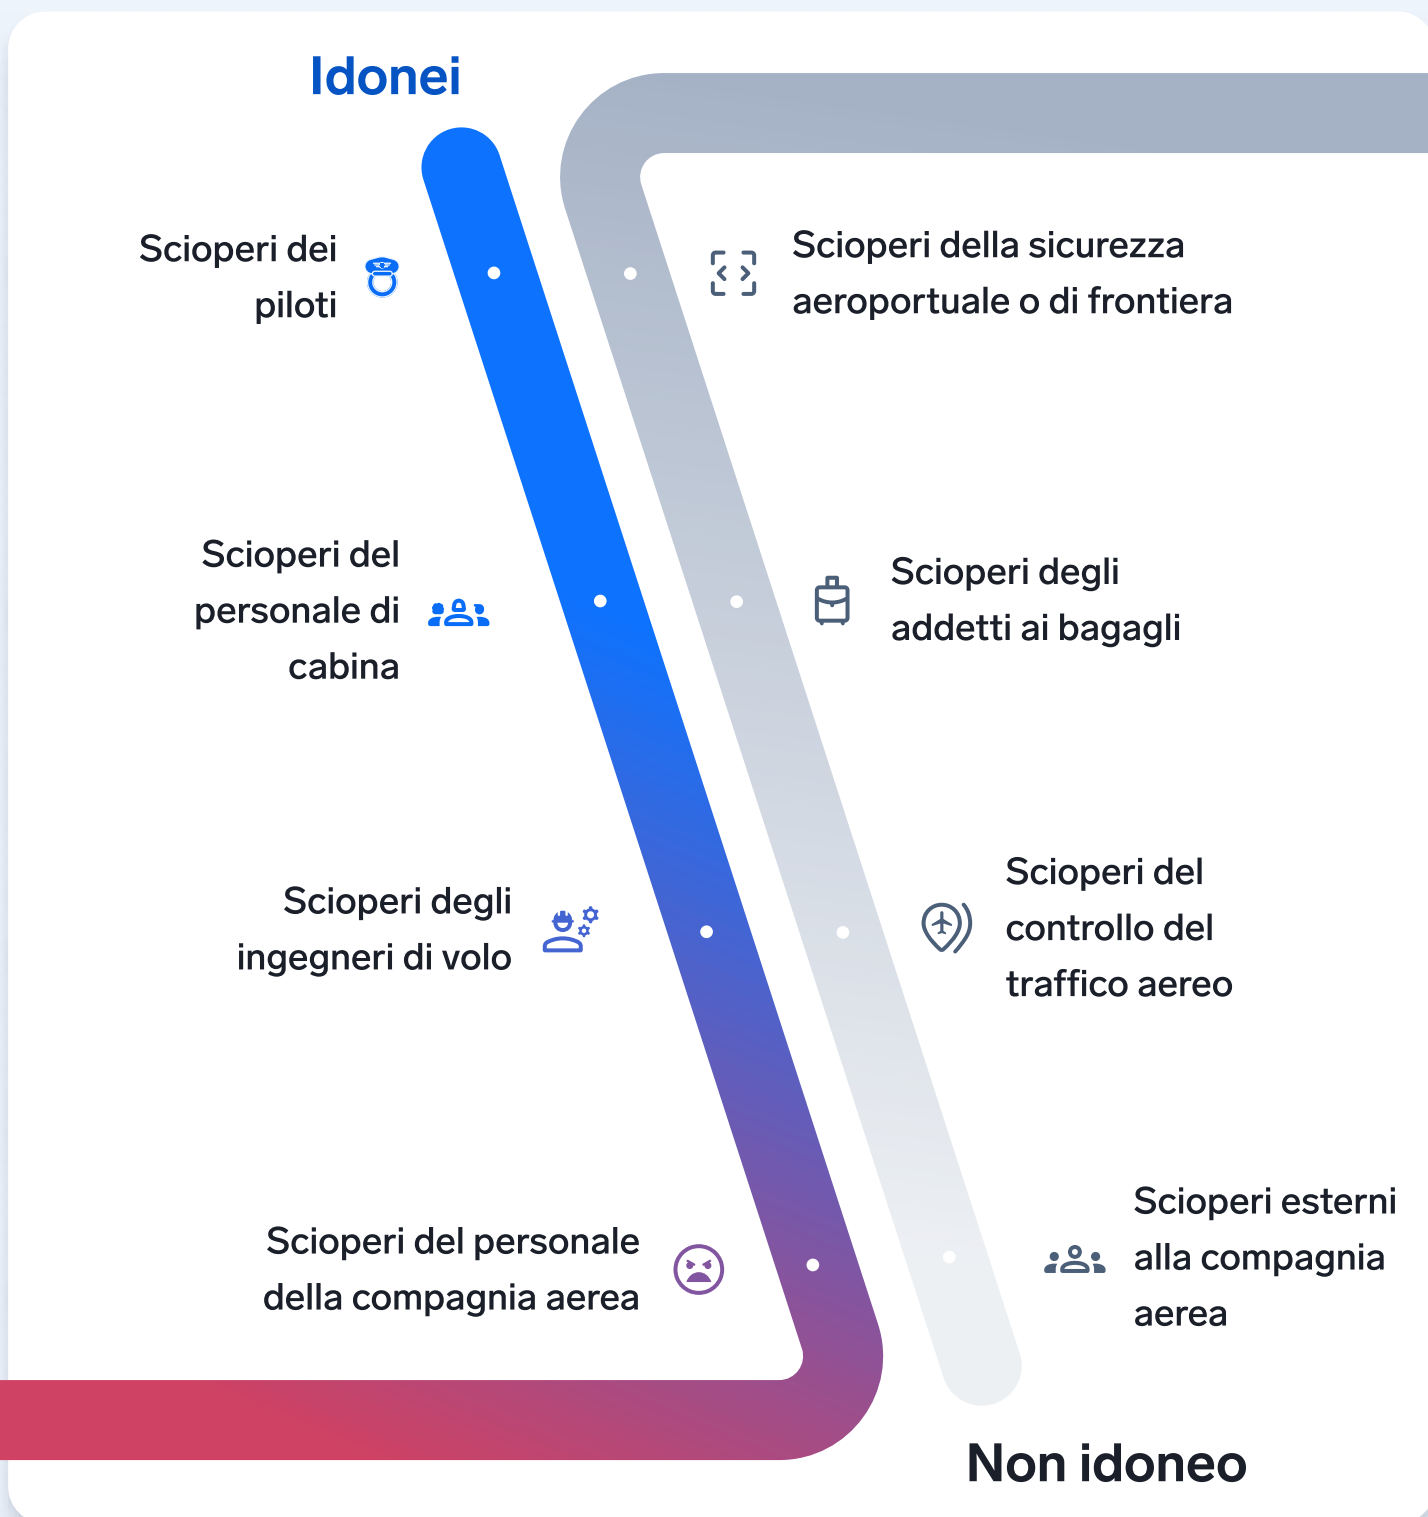 Idonei
Scioperi dei
piloti
Scioperi della sicurezza
aeroportuale o di frontiera
Scioperi del
personale di
cabina
Scioperi degli
addetti ai bagagli
Scioperi degli
ingegneri di volo
Scioperi del
controllo del
traffico aereo
Scioperi del personale
della compagnia aerea
Scioperi esterni
alla compagnia
aerea
Non idoneo